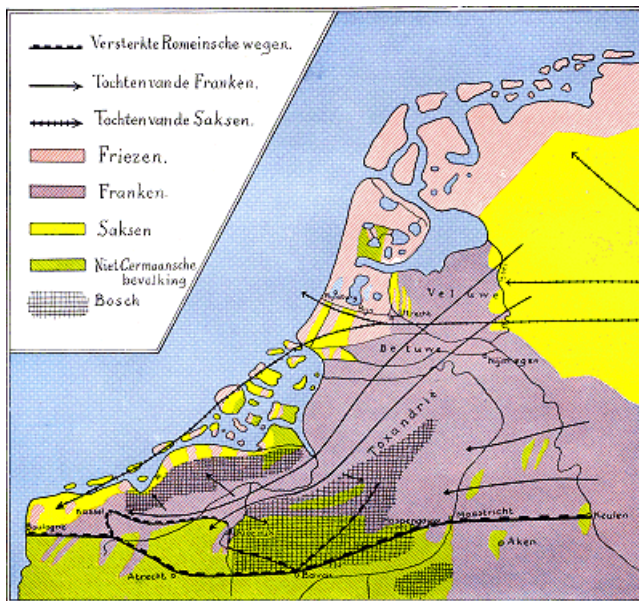 Versterkte Romeinsche wegen.
Tochten van de Franken.
Tochten van de Saksen.
Friezen.
Franken.
Saksen
Niet Germaansche
bevolking
Bosch
Veluwe
Utrecht
Betuwe
Nijmegen
Toxandrië
Kassel
Boulogne
Maastricht
Keulen
Aken
Atrecht
Bavai